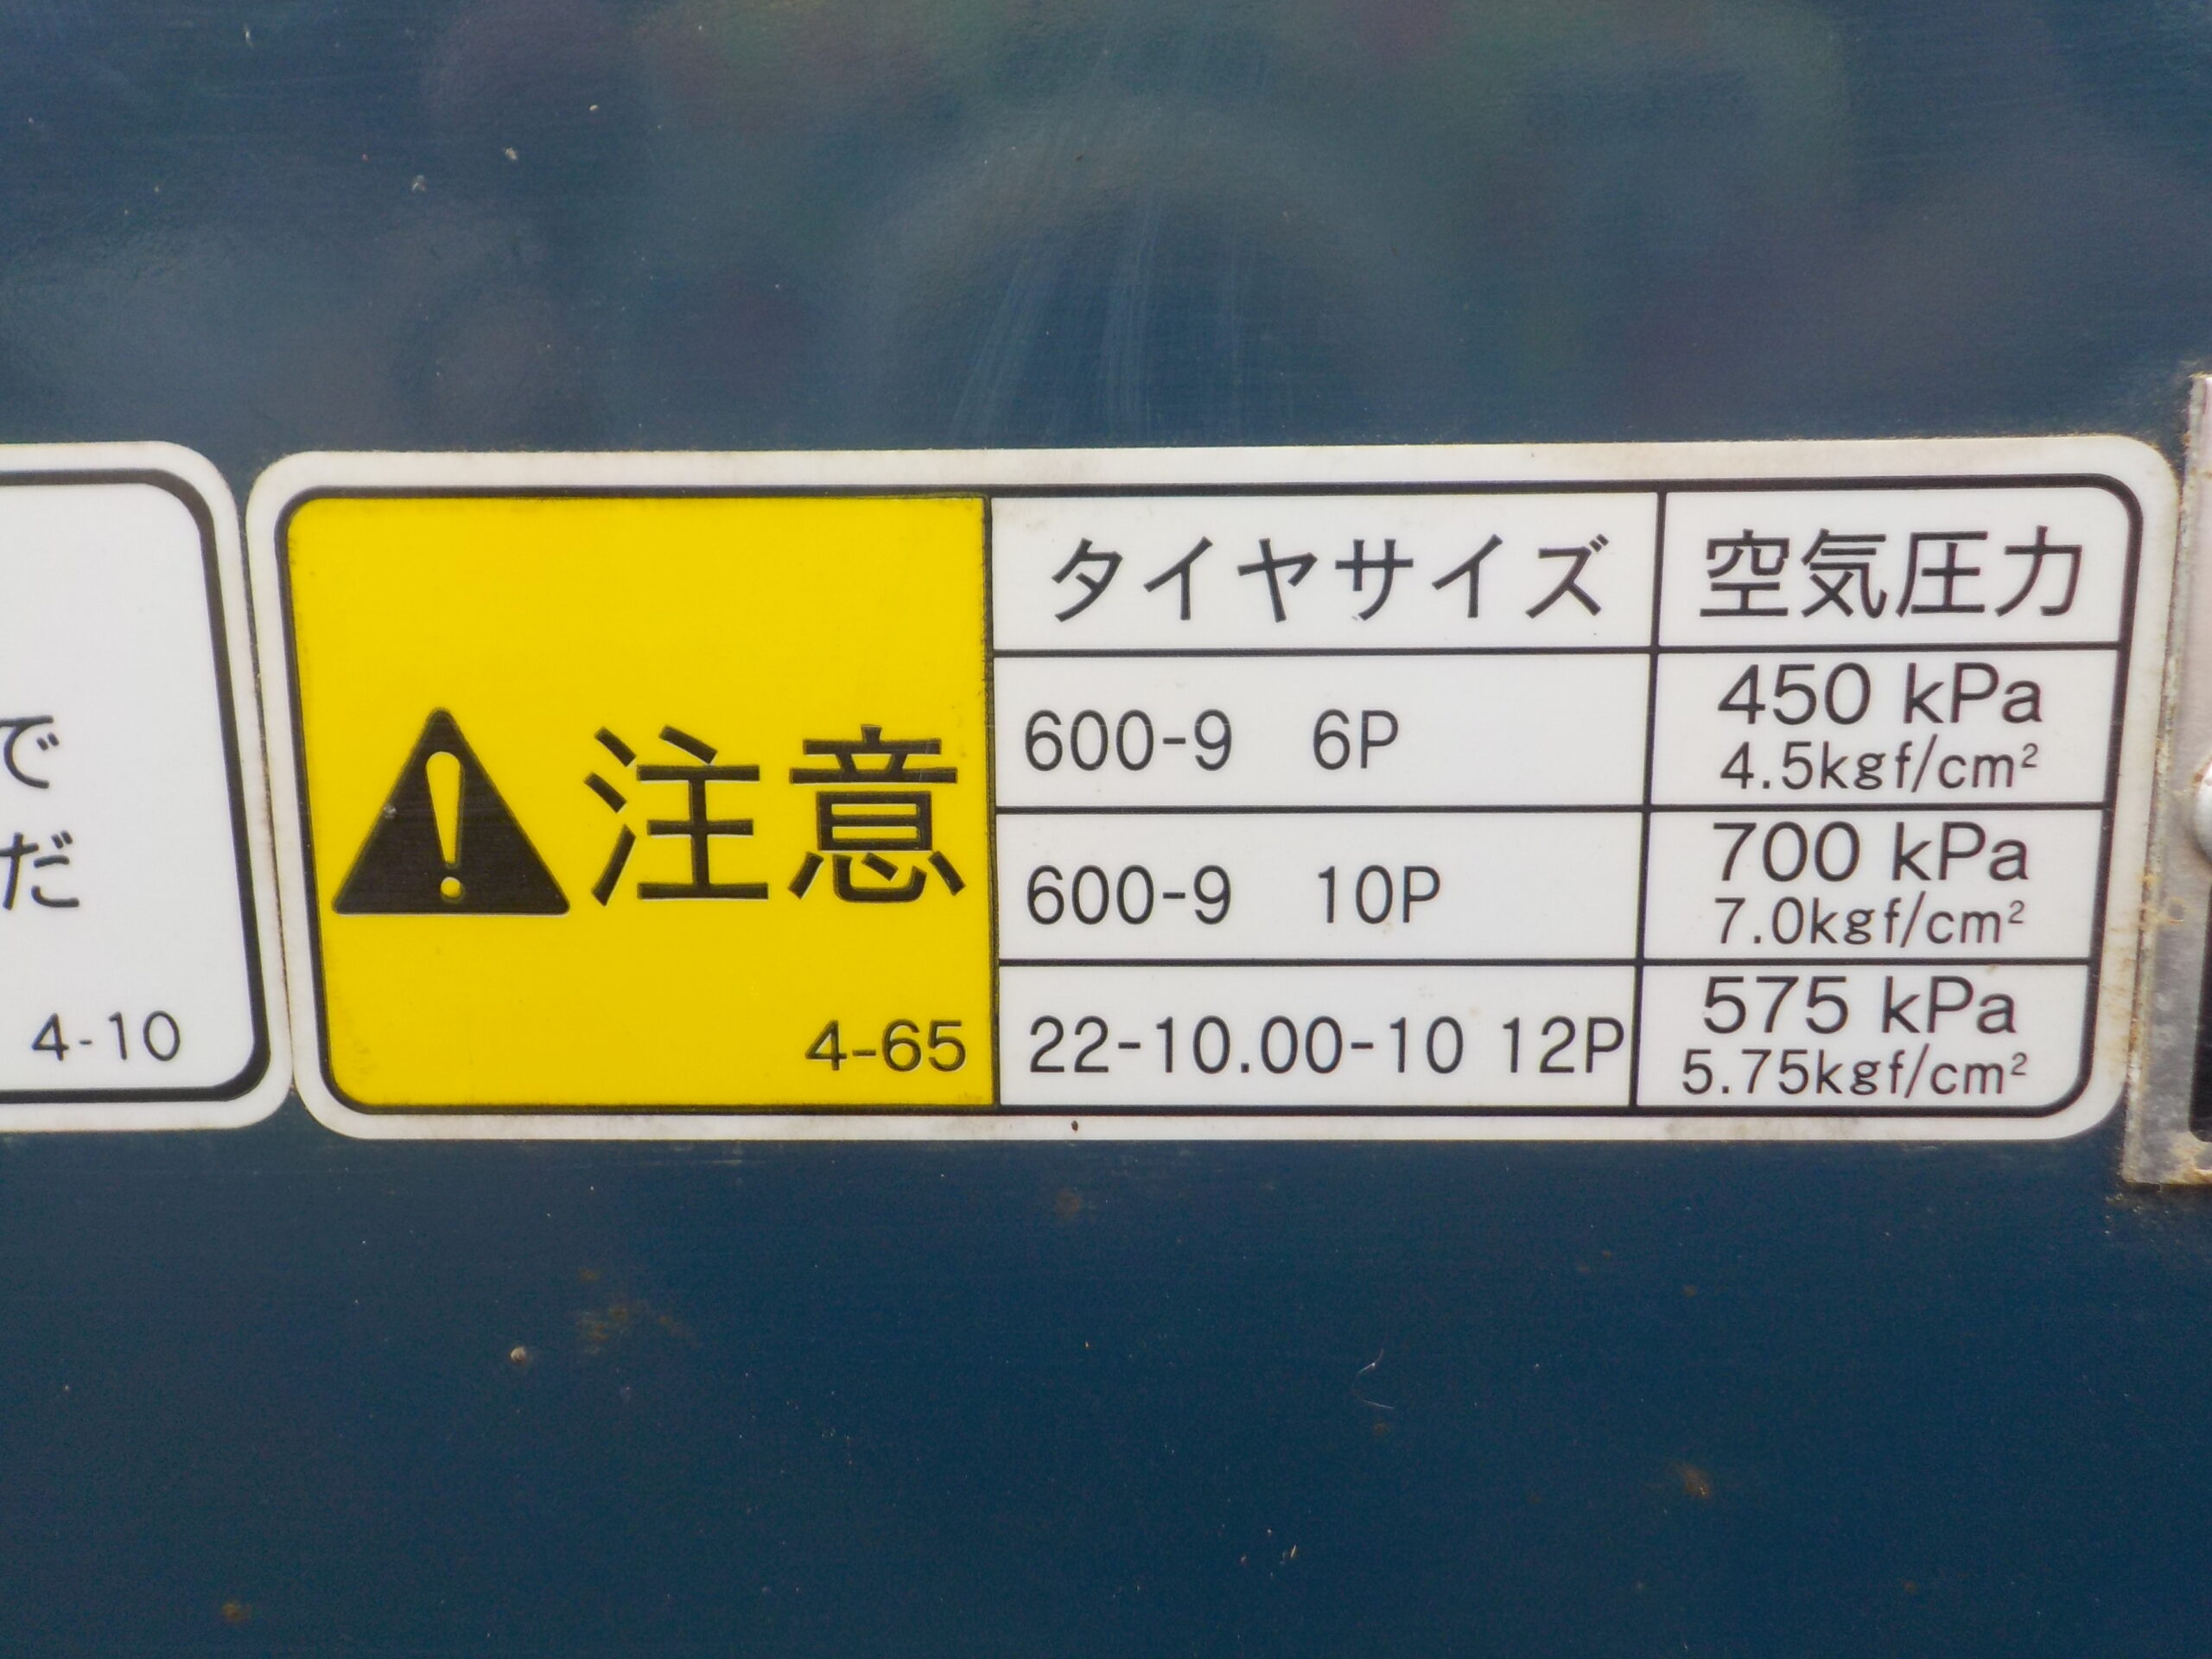 で
だ
4-10
注意
4-65
タイヤサイズ 空気圧力
600-9 6P 450 kPa
4.5kgf/cm²
600-9 10P 700 kPa
7.0kgf/cm²
22-10.00-10 12P 575 kPa
5.75kgf/cm²